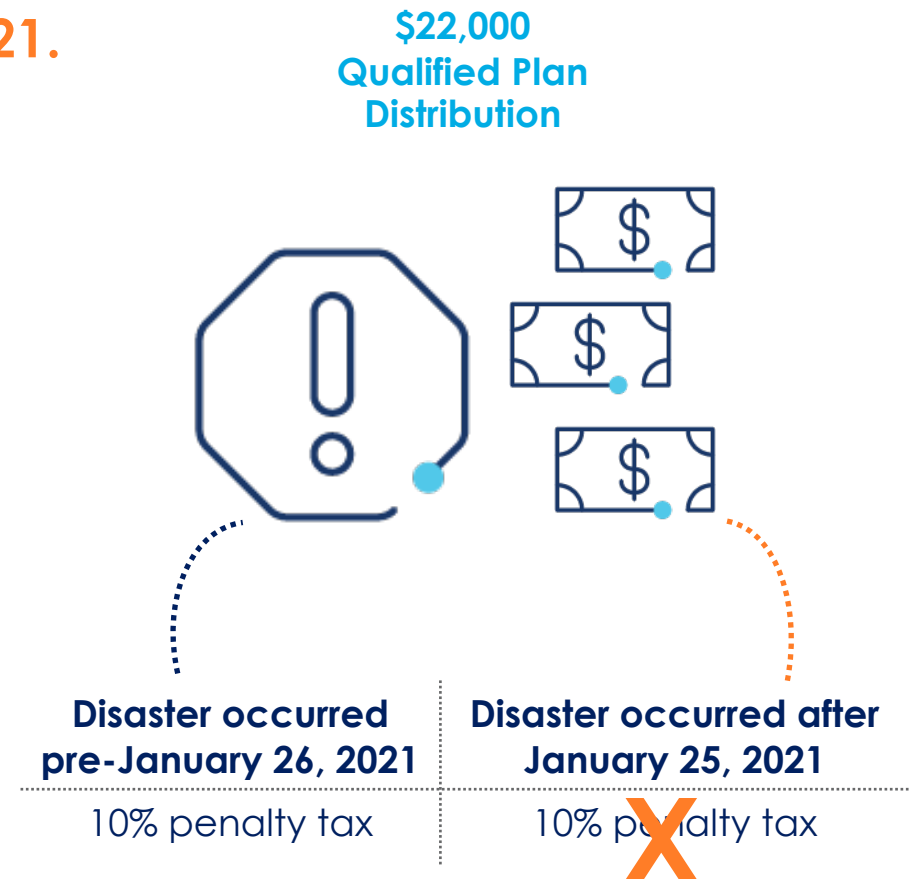 21.
$22,000
Qualified Plan
Distribution
$
$
$
Disaster occurred
pre-January 26, 2021
Disaster occurred after
January 25, 2021
10% penalty tax
10% penalty tax
X